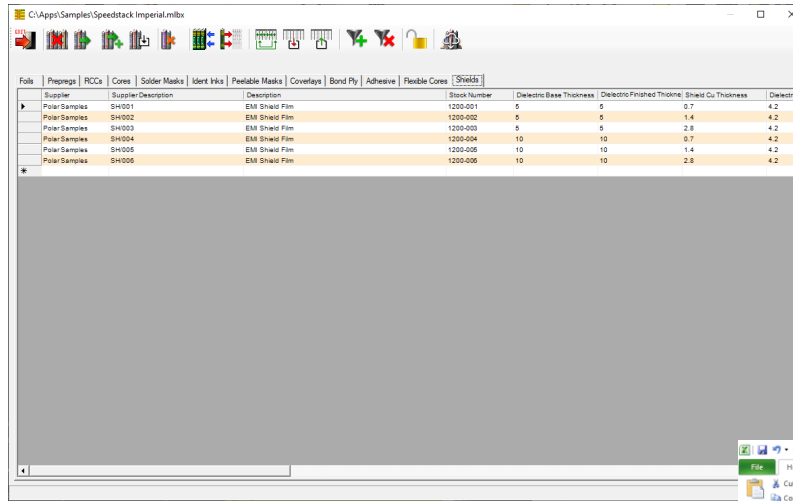 C:\Apps\Samples\Speedstack Imperial.mlbx
EXIT
Foils Prepregs RCCs Cores Solder Masks Ident Inks Peelable Masks Coverlays Bond Ply Adhesive Flexible Cores Shields
Supplier Supplier Description Description Stock Number Dielectric Base Thickness Dielectric Finished Thickne Shield Cu Thickness Dielectri
Polar Samples SH/001 EMI Shield Film 1200-001 5 5 0.7 4.2
Polar Samples SH/002 EMI Shield Film 1200-002 5 5 1.4 4.2
Polar Samples SH/003 EMI Shield Film 1200-003 5 5 2.8 4.2
Polar Samples SH/004 EMI Shield Film 1200-004 10 10 0.7 4.2
Polar Samples SH/005 EMI Shield Film 1200-005 10 10 1.4 4.2
Polar Samples SH/006 EMI Shield Film 1200-006 10 10 2.8 4.2
File H
Cu
Co